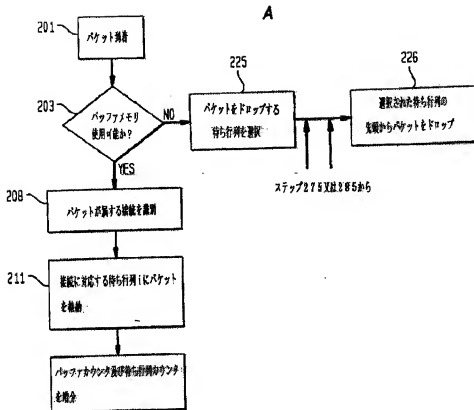 A
201
パケット到着
203
バッファメモリ
使用可能か?
NO
YES
225
パケットをドロップする
待ち行列を選択
226
選択された待ち行列の
先頭からパケットをドロップ
ステップ275又は285から
208
パケットが属する接続を識別
211
接続に対応する待ち行列iにパケット
を格納
バッファカウンタ及び待ち行列カウンタ
を増分